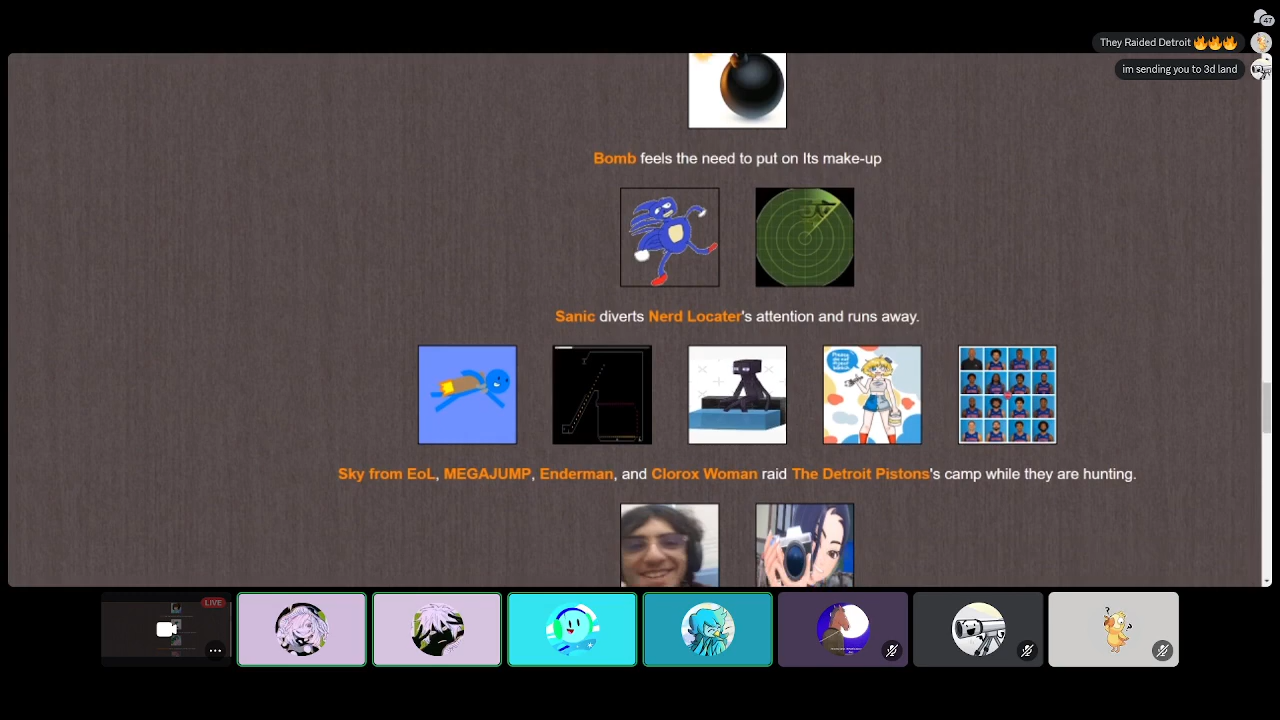 47
They Raided Detroit 🔥🔥🔥
im sending you to 3d land
Bomb feels the need to put on Its make-up
Sanic diverts Nerd Locater's attention and runs away.
Sky from EoL, MEGAJUMP, Enderman, and Clorox Woman raid The Detroit Pistons's camp while they are hunting.
LIVE